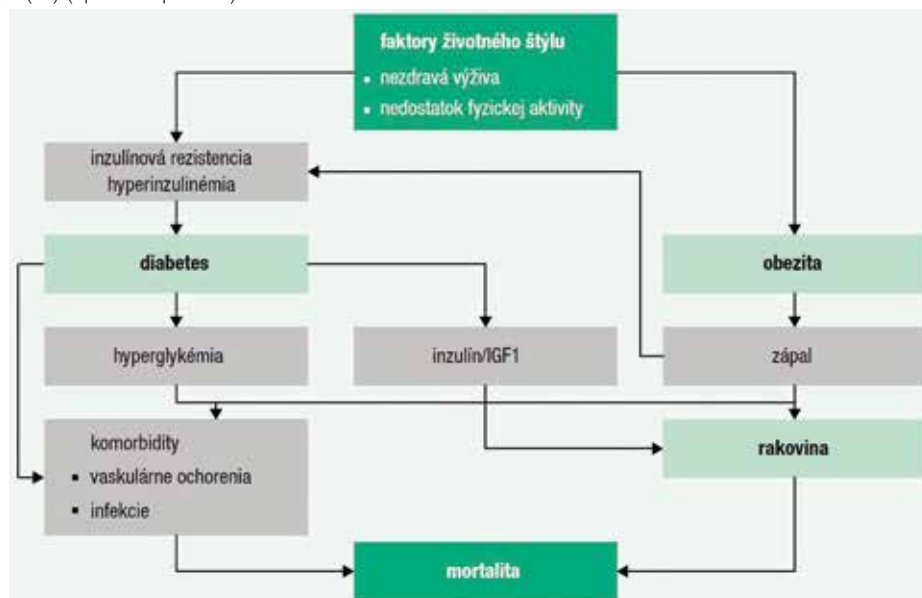 faktory životného štýlu
▪ nezdravá výživa
▪ nedostatok fyzickej aktivity
inzulínová rezistencia
hyperinzulinémia
diabetes
obezita
hyperglykémia
inzulín/IGF1
zápal
komorbidity
▪ vaskulárne ochorenia
▪ infekcie
rakovina
mortalita